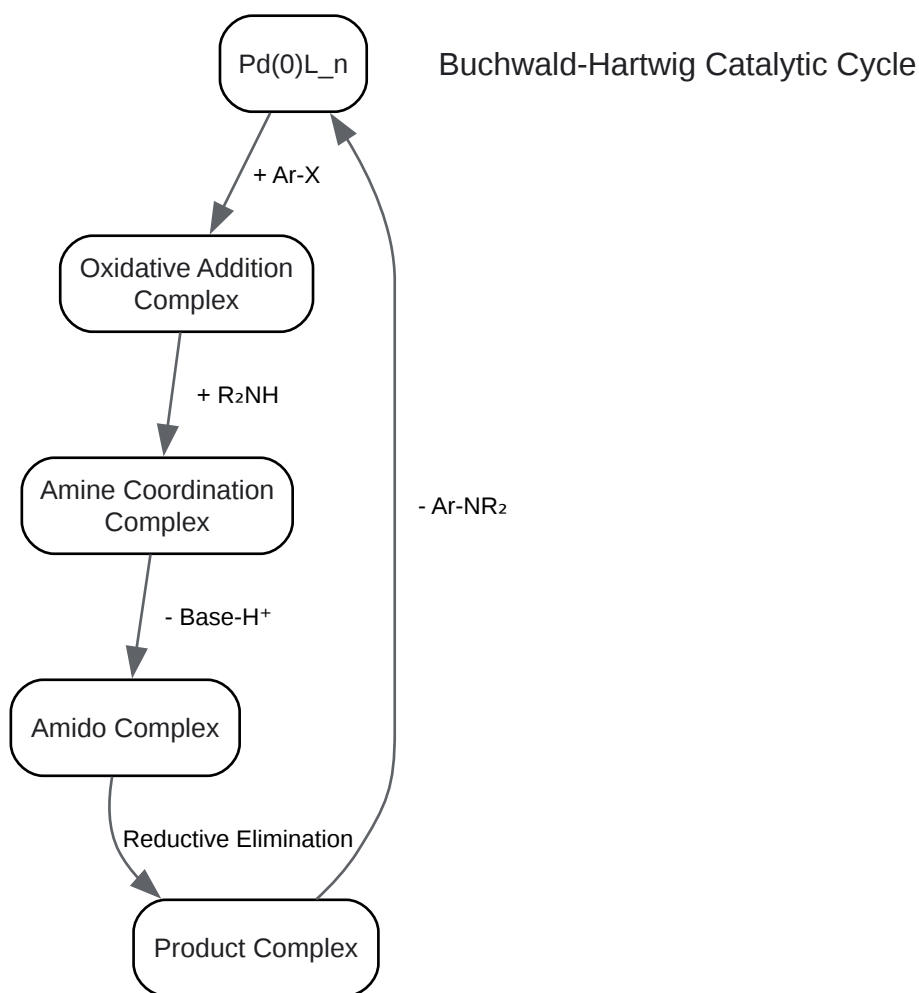 Pd(0)L_n
Buchwald-Hartwig Catalytic Cycle
+ Ar-X
Oxidative Addition
Complex
+ R₂NH
Amine Coordination
Complex
- Ar-NR₂
- Base-H⁺
Amido Complex
Reductive Elimination
Product Complex